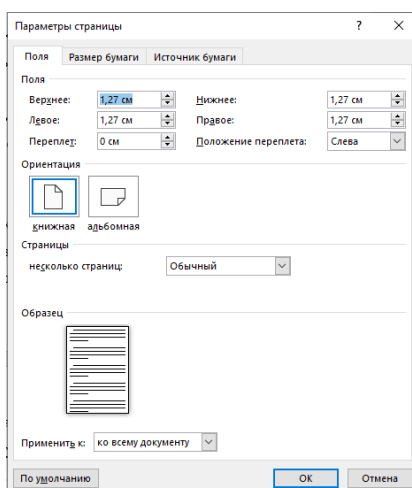 Параметры страницы ? ×
Поля Размер бумаги Источник бумаги
Поля
Верхнее: 1,27 см Нижнее: 1,27 см
Левое: 1,27 см Правое: 1,27 см
Переплет: 0 см Положение переплета: Слева
Ориентация
книжная альбомная
Страницы
несколько страниц: Обычный
Образец
Применить к: ко всему документу
По умолчанию ОК Отмена